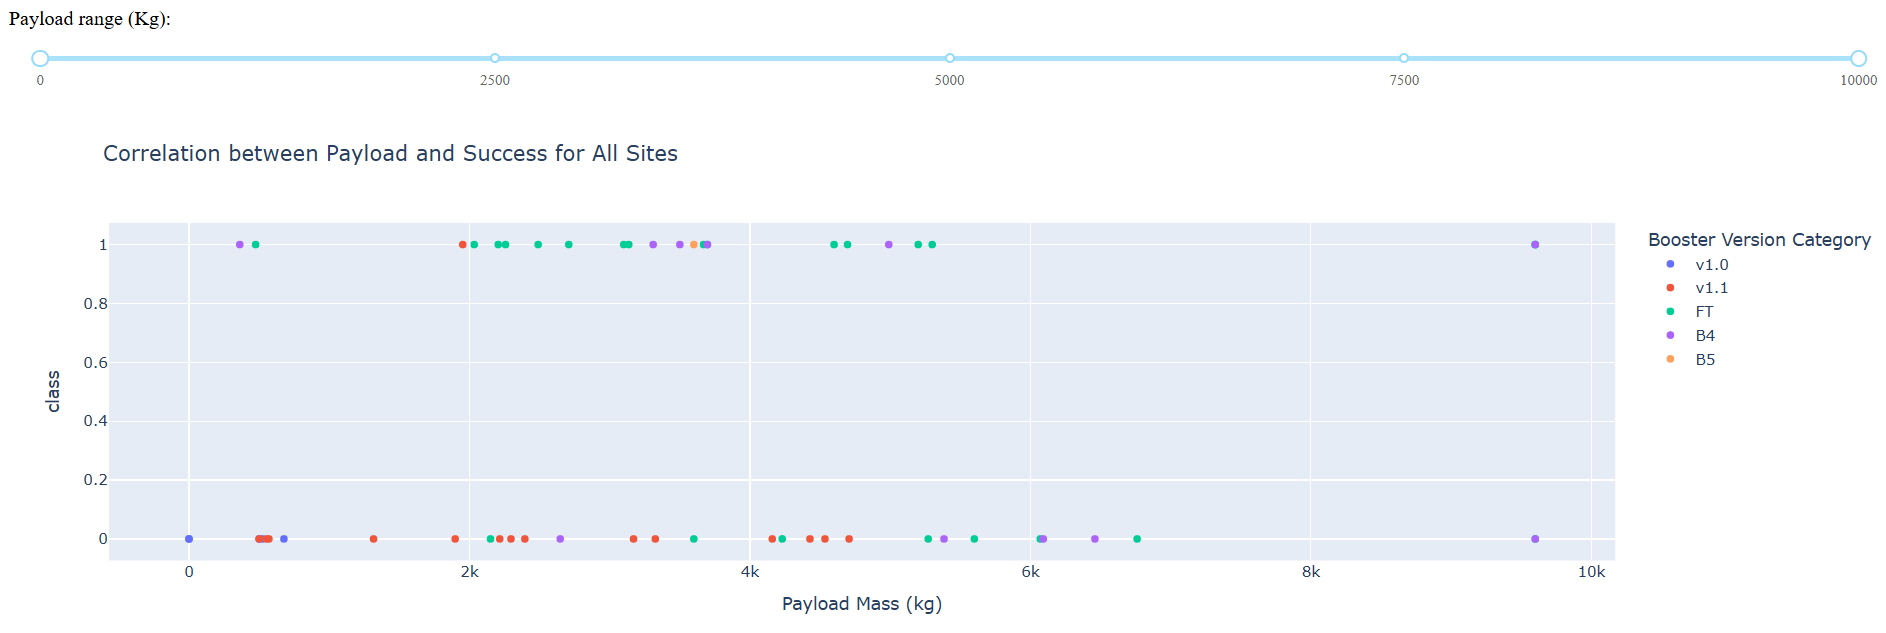 Payload range (Kg):
0 2500 5000 7500 10000
Correlation between Payload and Success for All Sites
Booster Version Category
v1.0
v1.1
FT
B4
B5
class
1
0.8
0.6
0.4
0.2
0
0 2k 4k 6k 8k 10k
Payload Mass (kg)